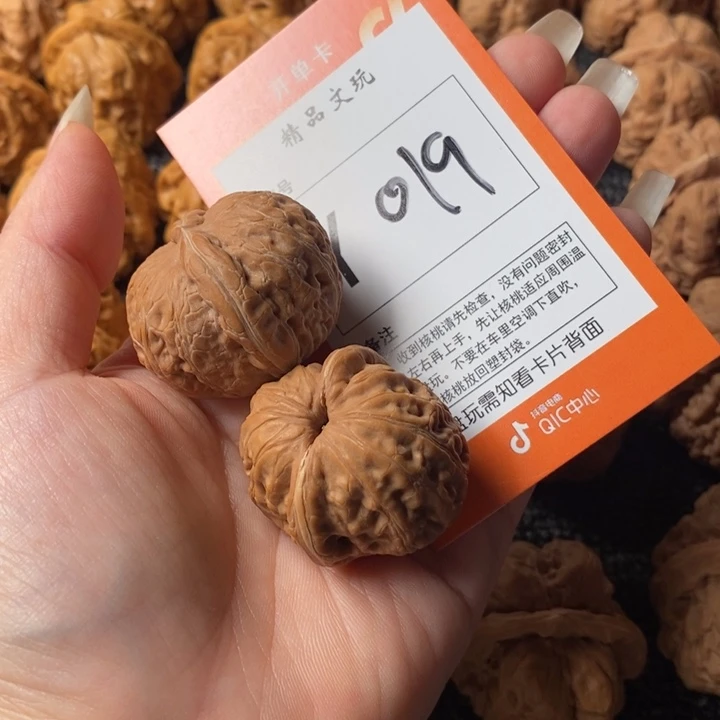 开单卡
精品文玩
号
019
备注
收到核桃请先检查，没有问题密封
左右再上手，先让核桃适应周围温
玩。不要在车里空调下直吹，
核桃放回塑封袋。
玩需知看卡片背面
抖音电商
QIC中心